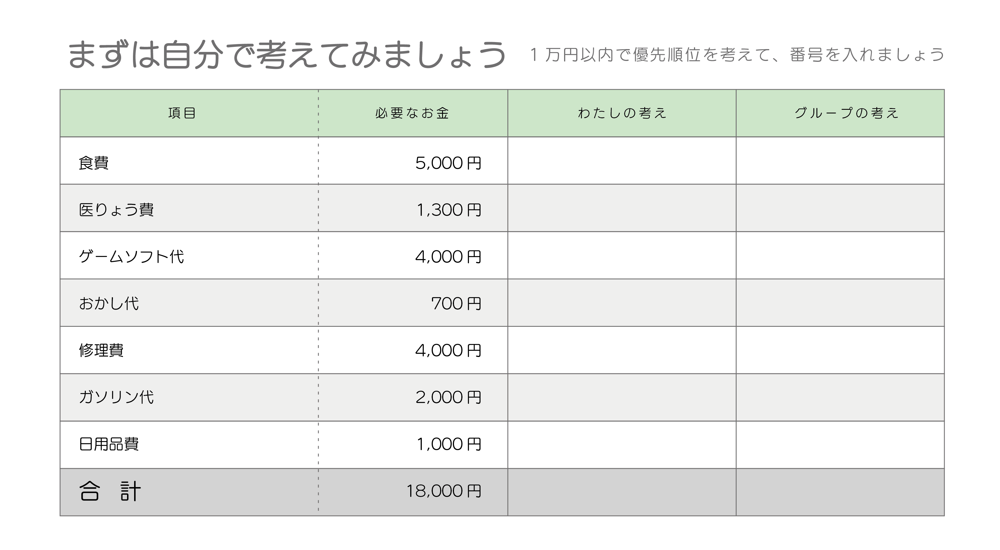 まずは自分で考えてみましょう 1万円以内で優先順位を考えて、番号を入れましょう
項目 必要なお金 わたしの考え グループの考え
食費 5,000円
医りょう費 1,300円
ゲームソフト代 4,000円
おかし代 700円
修理費 4,000円
ガソリン代 2,000円
日用品費 1,000円
合 計 18,000円